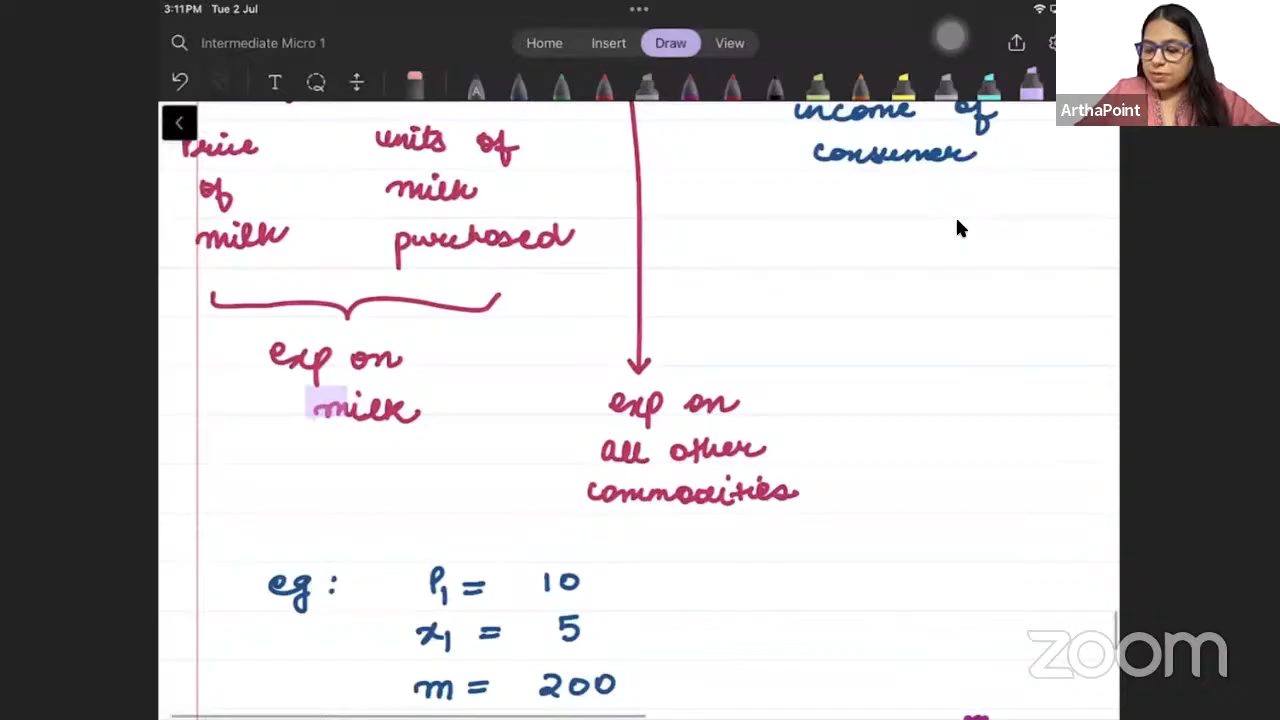 3:11PM Tue 2 Jul
Intermediate Micro 1
Home Insert Draw View
ArthaPoint
income of
consumer
Price
of
milk
units of
milk
purchased
exp on
milk
exp on
all other
commodities
eg : P1 = 10
x1 = 5
m = 200
zoom